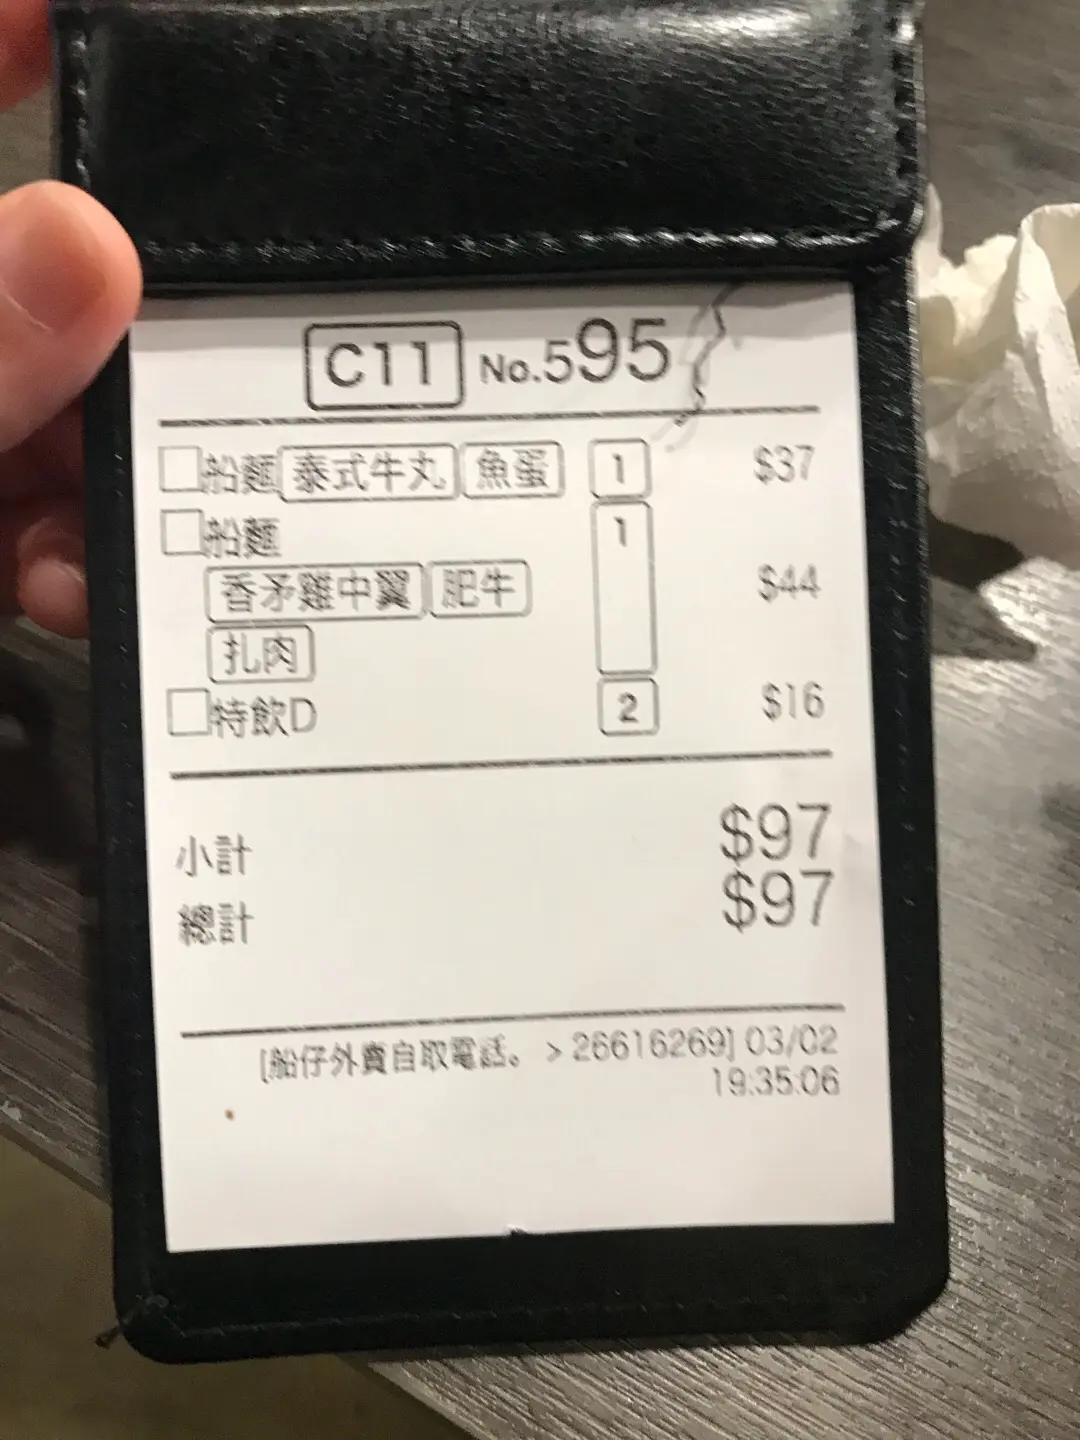 C11 No.595
船麵 泰式牛丸 魚蛋 1 $37
船麵 1
香矛雞中翼 肥牛 $44
扎肉
特飲D 2 $16
小計 $97
總計 $97
[船仔外賣自取電話。 > 26616269] 03/02
19:35:06